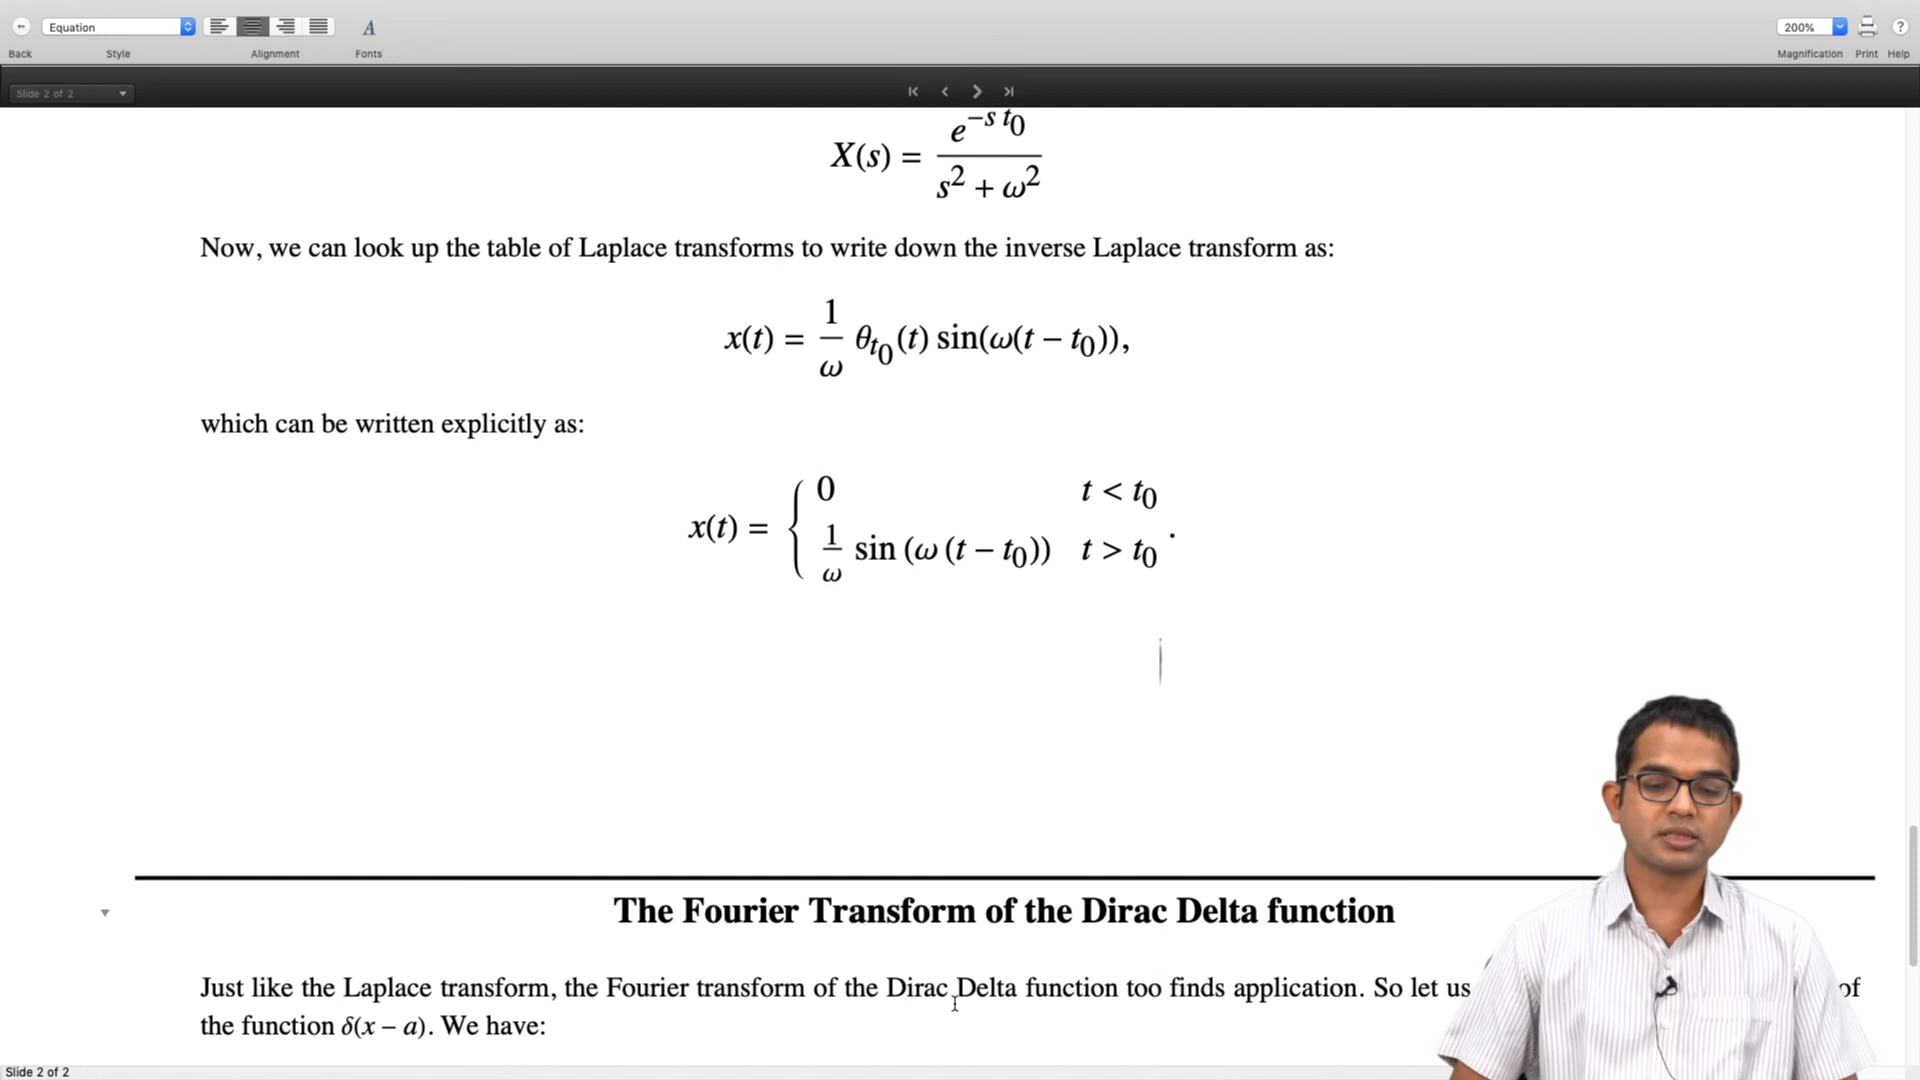 Equation
200%
Back Style Alignment Fonts Magnification Print Help
Slide 2 of 2
X(s) = e^{-s t_0} / (s^2 + ω^2)
Now, we can look up the table of Laplace transforms to write down the inverse Laplace transform as:
x(t) = 1/ω θ_{t_0}(t) sin(ω(t − t_0)),
which can be written explicitly as:
x(t) = { 0 t < t_0
1/ω sin (ω (t − t_0)) t > t_0 .
The Fourier Transform of the Dirac Delta function
Just like the Laplace transform, the Fourier transform of the Dirac Delta function too finds application. So let us of
the function δ(x − a). We have:
Slide 2 of 2